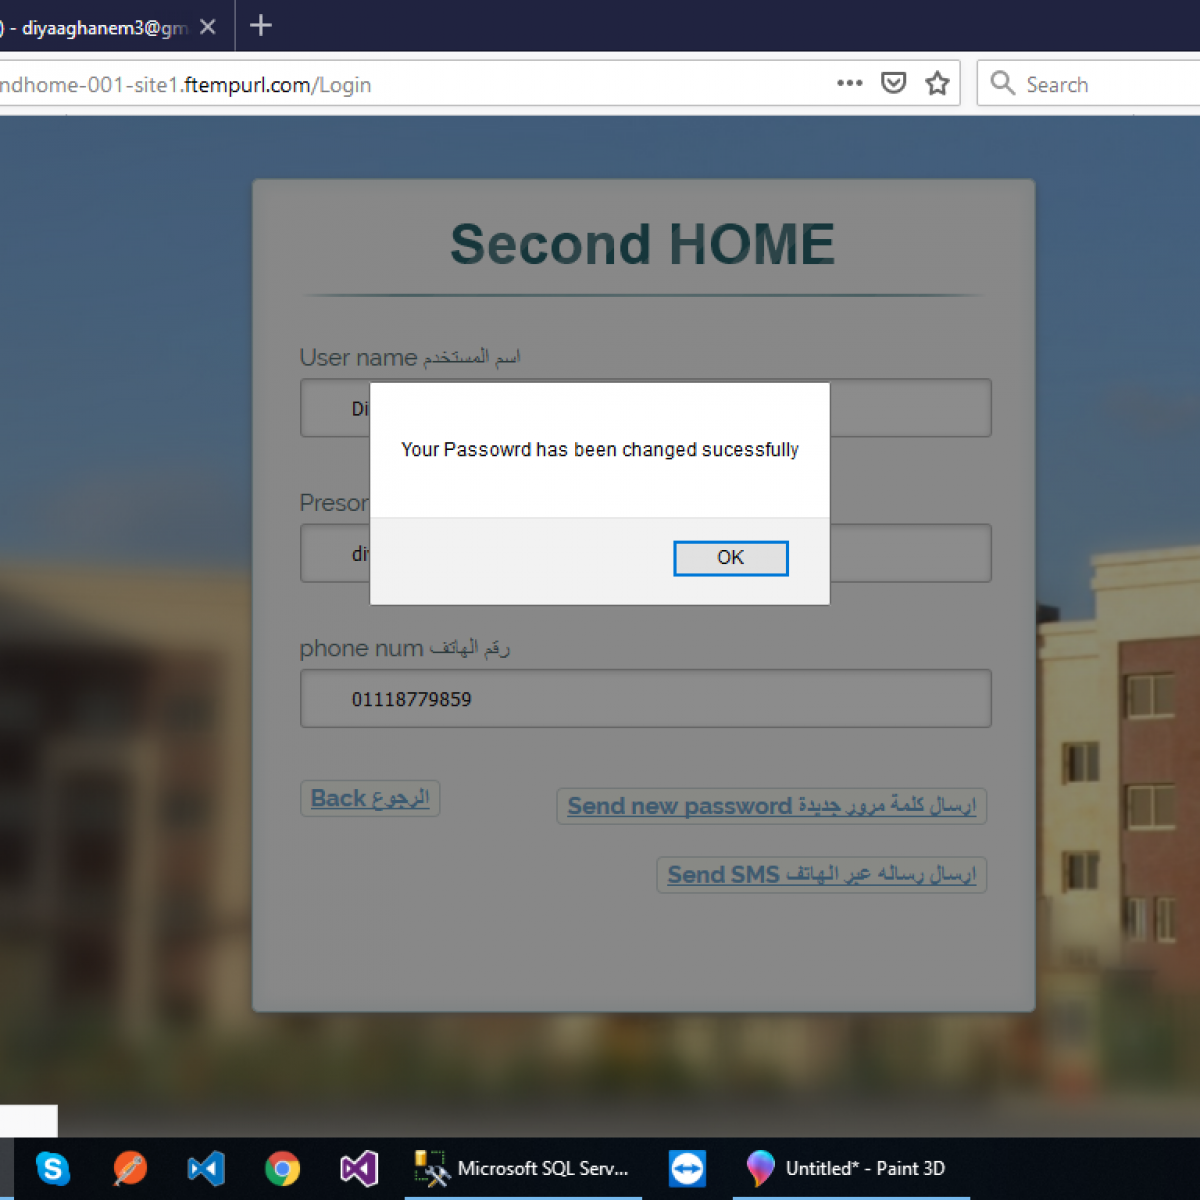 ) - diyaaghanem3@gm
ndhome-001-site1.ftempurl.com/Login
Search
Second HOME
User name اسم المستخدم
Di
Your Passowrd has been changed sucessfully
Presor
di
OK
phone num رقم الهاتف
01118779859
Back الرجوع
Send new password ارسال كلمة مرور جديدة
Send SMS ارسال رساله عبر الهاتف
Microsoft SQL Serv...
Untitled* - Paint 3D